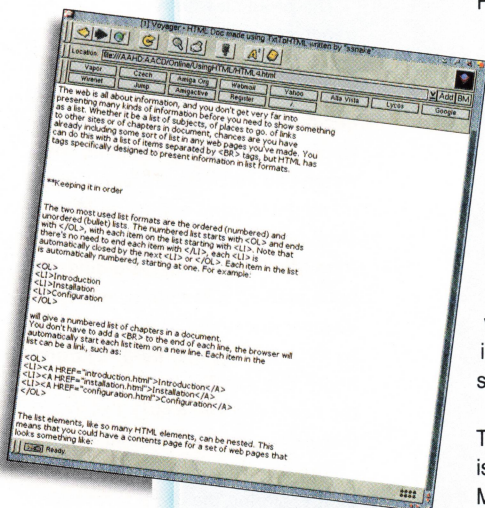 [1] Voyager - HTML Doc made using TxtToHTML written by "asnake"
Location: file:///AAHD:AACD/Online/UsingHTML/HTML4.html
Add BM
Vapor Czech Amiga Org Webmail Yahoo Alta Vista Lycos Google
Wirenet Jump Amigactive Register /
The web is all about information, and you don't get very far into
presenting many kinds of information before you need to show something
as a list. Whether it be a list of subjects, of places to go, of links
to other sites or of chapters in document, chances are you have
already including some sort of list in any web pages you've made. You
can do this with a list of items separated by <BR> tags, but HTML has
tags specifically designed to present information in list formats.
**Keeping it in order
The two most used list formats are the ordered (numbered) and
unordered (bullet) lists. The numbered list starts with <OL> and ends
with </OL>, with each item on the list starting with <LI>. Note that
there's no need to end each item with </LI>, each <LI> is
automatically closed by the next <LI> or </OL>. Each item in the list
is automatically numbered, starting at one. For example:
<OL>
<LI>Introduction
<LI>Installation
<LI>Configuration
</OL>
will give a numbered list of chapters in a document.
You don't have to add a <BR> to the end of each line, the browser will
automatically start each list item on a new line. Each item in the
list can be a link, such as:
<OL>
<LI><A HREF="introduction.html">Introduction</A>
<LI><A HREF="installation.html">Installation</A>
<LI><A HREF="configuration.html">Configuration</A>
</OL>
The list elements, like so many HTML elements, can be nested. This
means that you could have a contents page for a set of web pages that
looks something like:
Ready